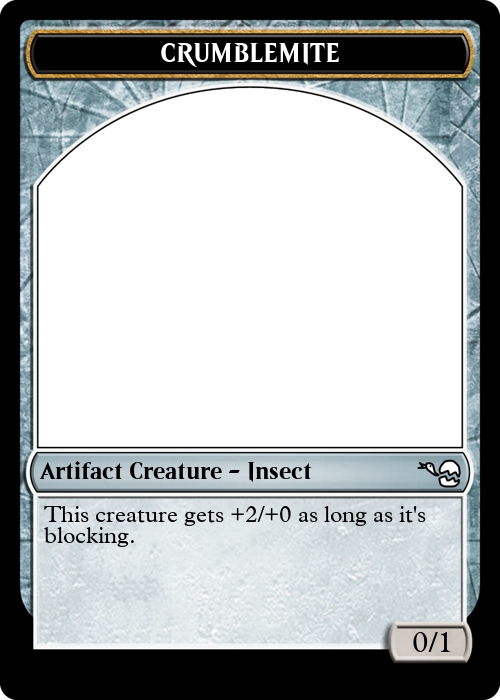 CRUMBLEMITE
Artifact Creature – Insect
This creature gets +2/+0 as long as it's
blocking.
0/1